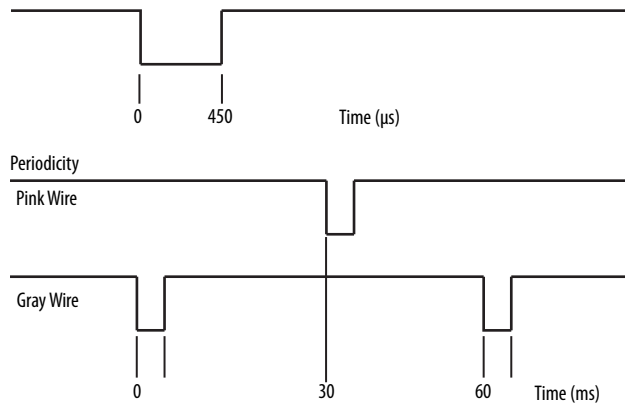 0 450 Time (µs)
Periodicity
Pink Wire
Gray Wire
0 30 60 Time (ms)